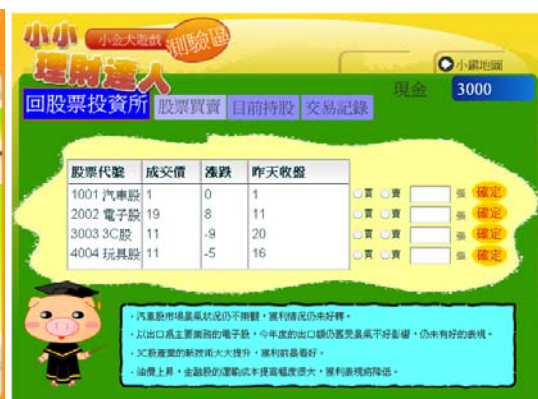 小小
小金犬遊戲
測驗區
理財達人
小鎮地圖
現金 3000
回股票投資所 股票買賣 目前持股 交易記錄
股票代號 成交價 漲跌 昨天收盤
1001 汽車股 1 0 1 買 賣 張 確定
2002 電子股 19 8 11 買 賣 張 確定
3003 3C股 11 -9 20 買 賣 張 確定
4004 玩具股 11 -5 16 買 賣 張 確定
· 汽車股市場景氣狀況仍不樂觀，獲利情況仍未好轉。
· 以出口為主要業務的電子股，今年度的出口額仍舊受景氣不好影響，仍未有好的表現。
· 3C股產業的新技術大大提升，獲利前景看好。
· 油價上昇，金融股的運輸成本提高幅度很大，獲利表現將降低。